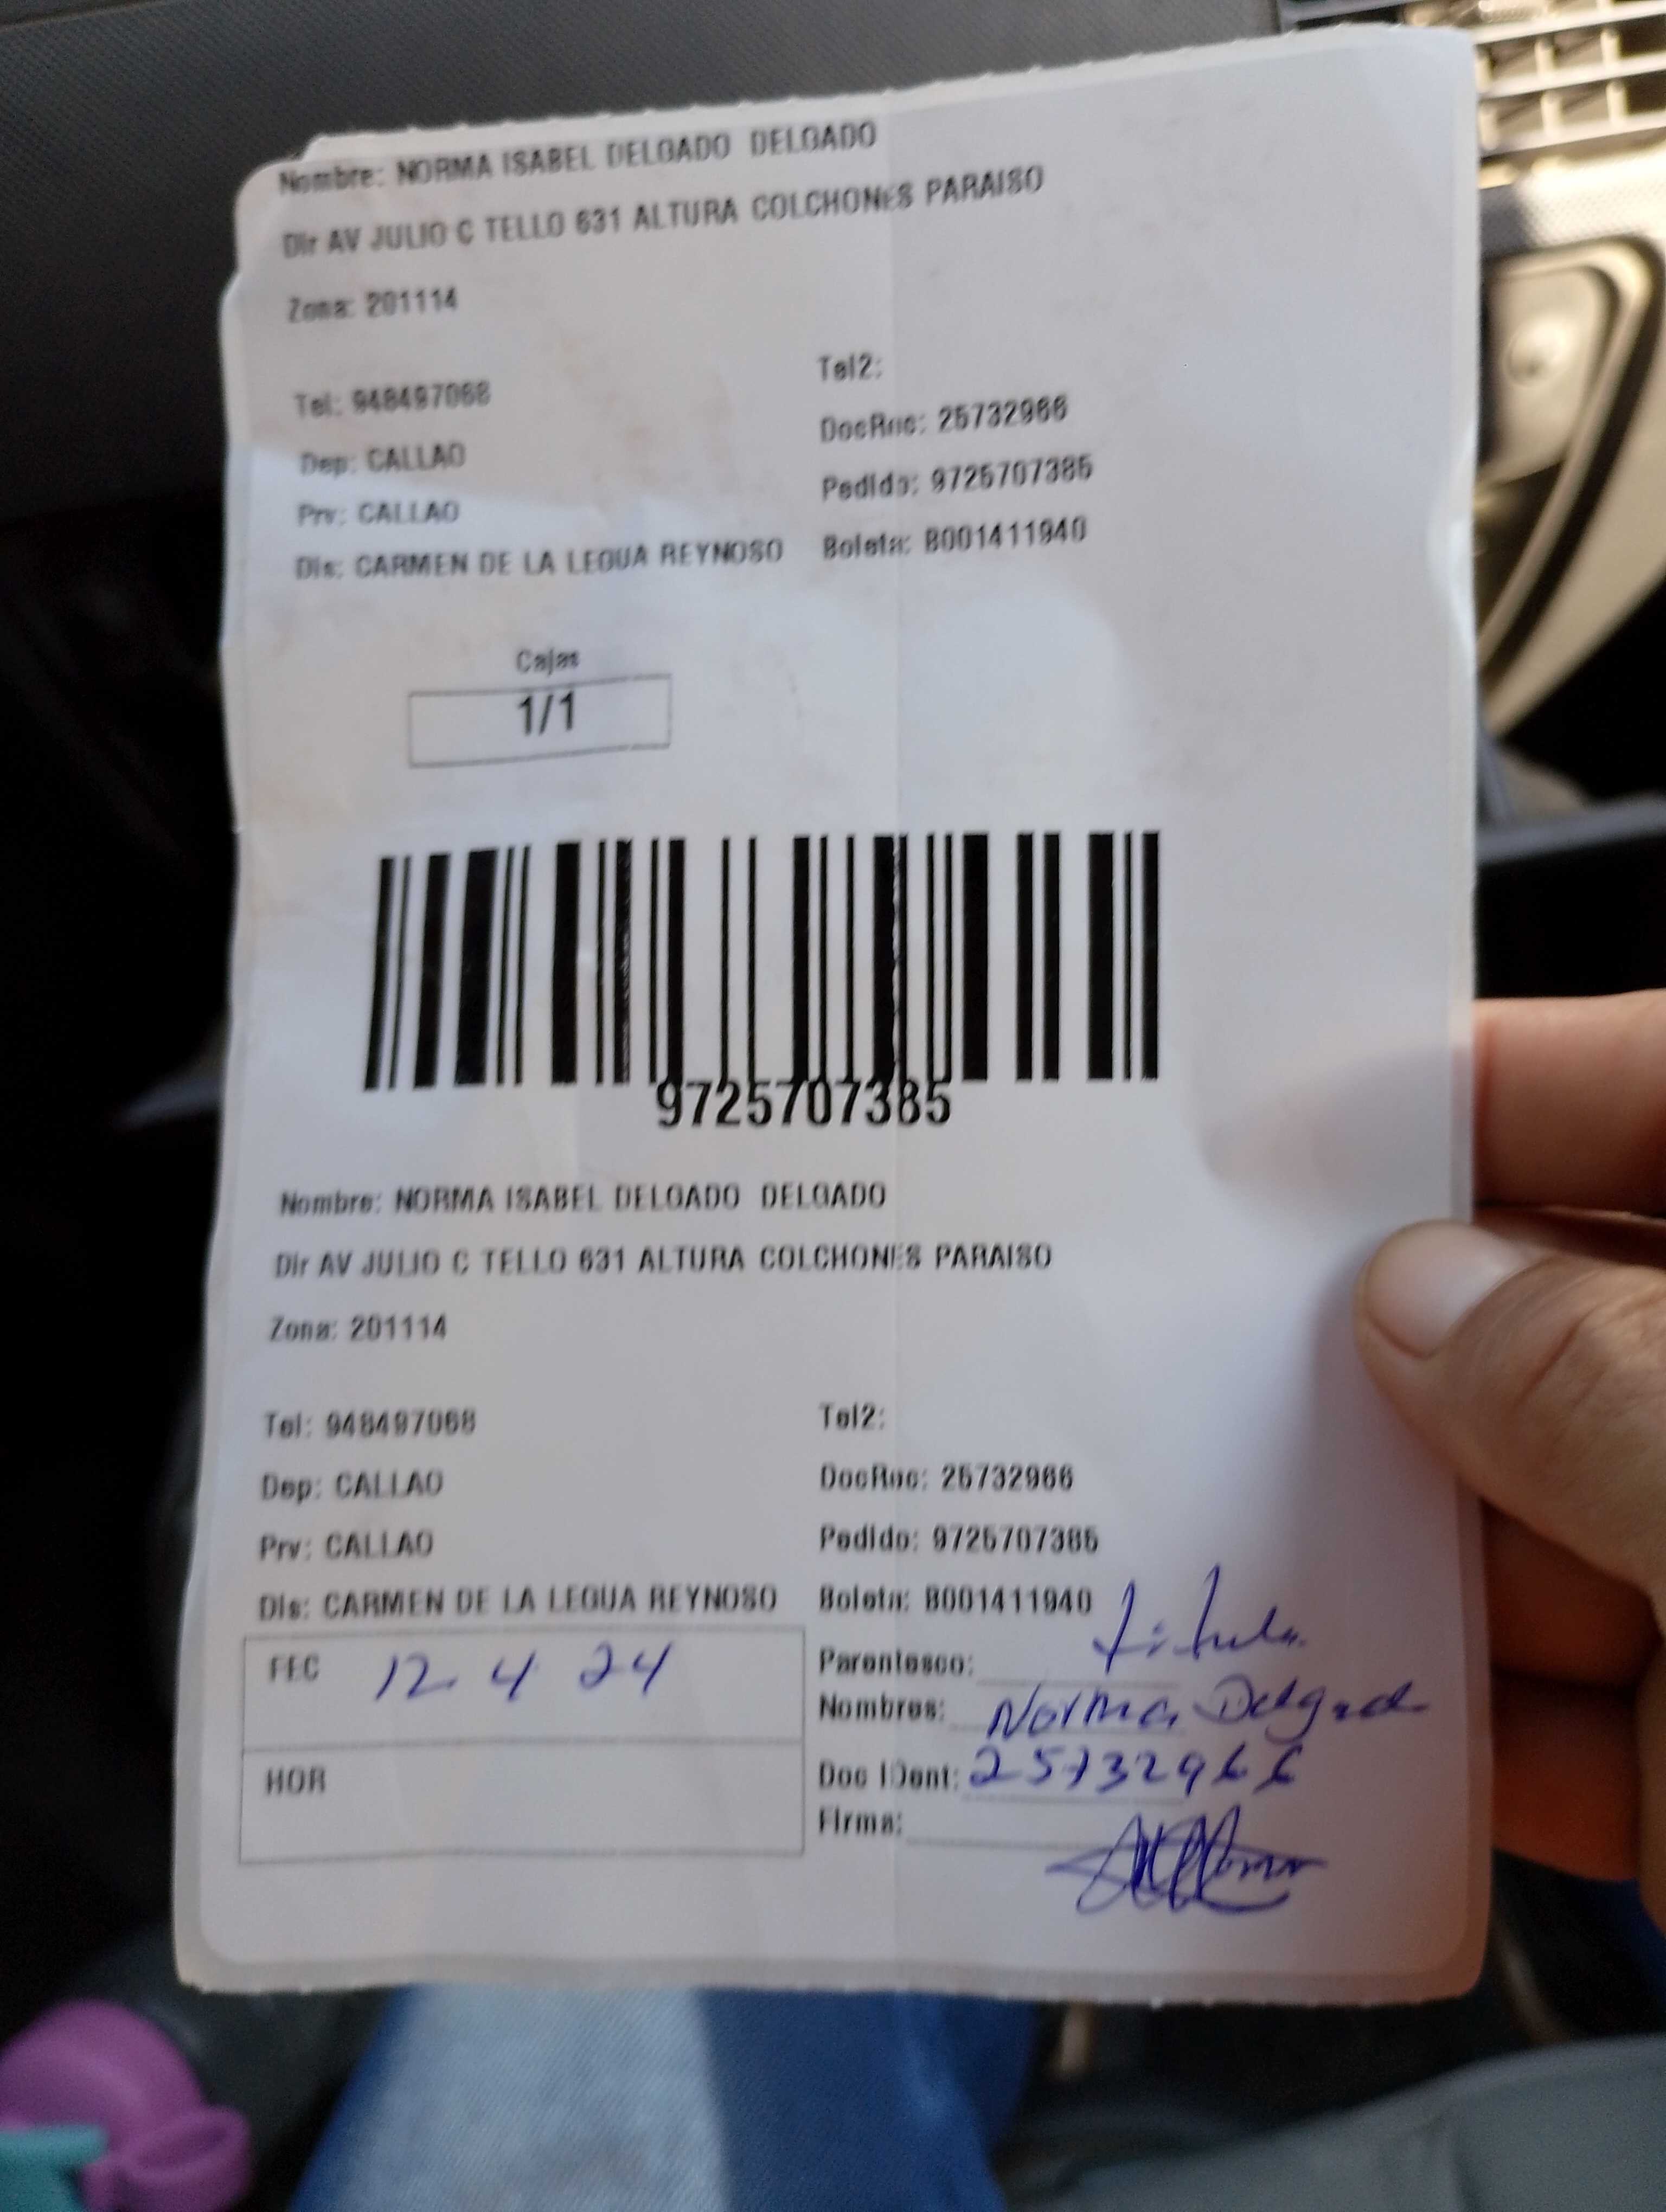 Nombre: NORMA ISABEL DELGADO DELGADO
Dir AV JULIO C TELLO 631 ALTURA COLCHONES PARAISO
Zona: 201114
Tel2:
Tel: 948497068
DocRuc: 25732966
Dep: CALLAO
Pedido: 9725707385
Prv: CALLAO
Dis: CARMEN DE LA LEGUA REYNOSO Boleta: B001411940
Cajas
1/1
9725707385
Nombre: NORMA ISABEL DELGADO DELGADO
Dir AV JULIO C TELLO 631 ALTURA COLCHONES PARAISO
Zona: 201114
Tel: 948497068 Tel2:
Dep: CALLAO DocRuc: 25732966
Prv: CALLAO Pedido: 9725707385
Dis: CARMEN DE LA LEGUA REYNOSO Boleta: B001411940
FEC 12 4 24
Parentesco: Titula
Nombres: Norma Delgado
HOR
Doc IDent: 25732966
Firma: